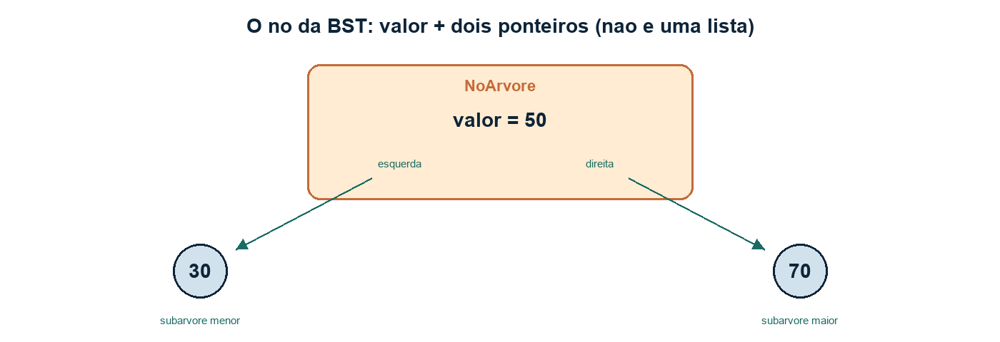 O no da BST: valor + dois ponteiros (nao e uma lista)
NoArvore
valor = 50
esquerda
direita
30
70
subarvore menor
subarvore maior